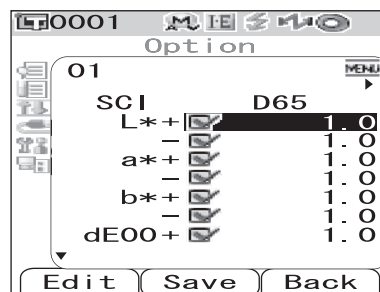 0001 M I·E
Option
01 MENU
SCI D65
L*+ 1.0
− 1.0
a*+ 1.0
− 1.0
b*+ 1.0
− 1.0
dE00+ 1.0
Edit Save Back